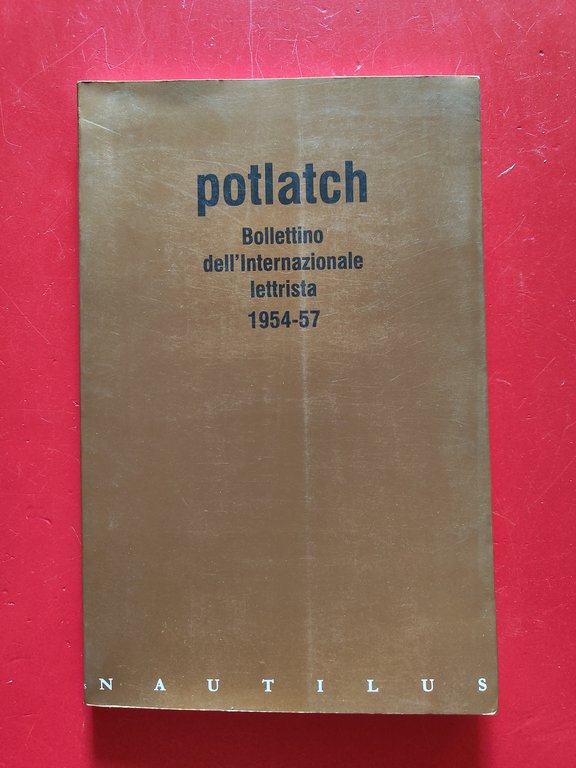 potlatch
Bollettino
dell'Internazionale
lettrista
1954-57
NAUTILUS